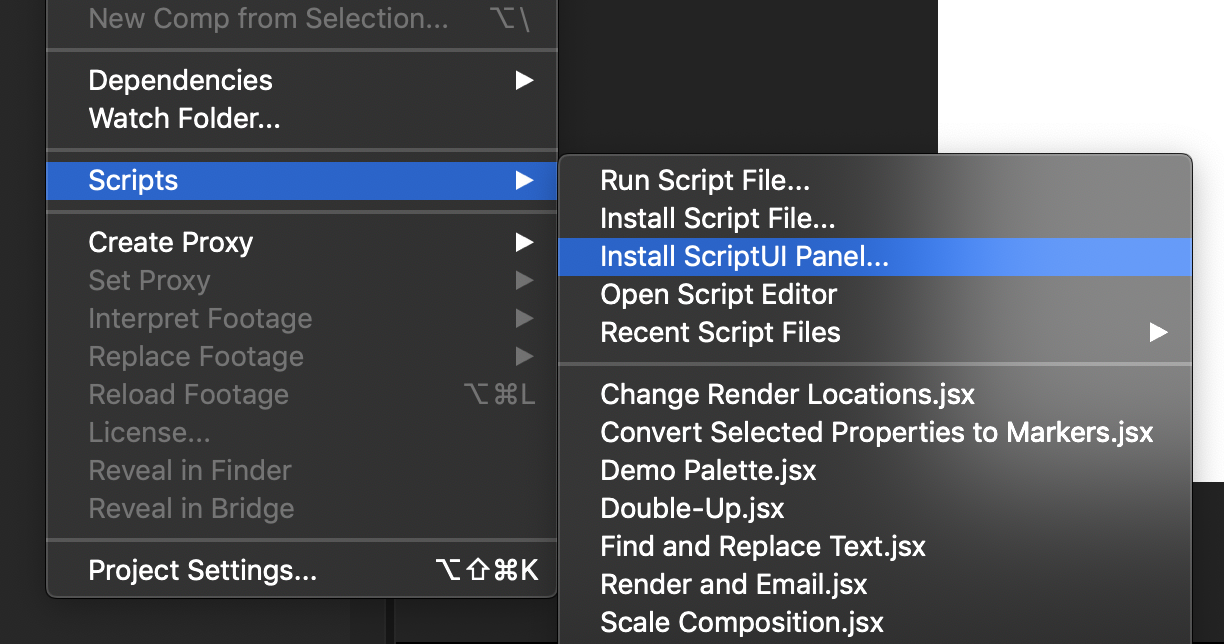 New Comp from Selection... ⌥\
Dependencies ▶
Watch Folder...
Scripts ▶
Create Proxy ▶
Set Proxy ▶
Interpret Footage ▶
Replace Footage ▶
Reload Footage ⌥⌘L
License...
Reveal in Finder
Reveal in Bridge
Project Settings... ⌥⇧⌘K
Run Script File...
Install Script File...
Install ScriptUI Panel...
Open Script Editor
Recent Script Files ▶
Change Render Locations.jsx
Convert Selected Properties to Markers.jsx
Demo Palette.jsx
Double-Up.jsx
Find and Replace Text.jsx
Render and Email.jsx
Scale Composition.jsx